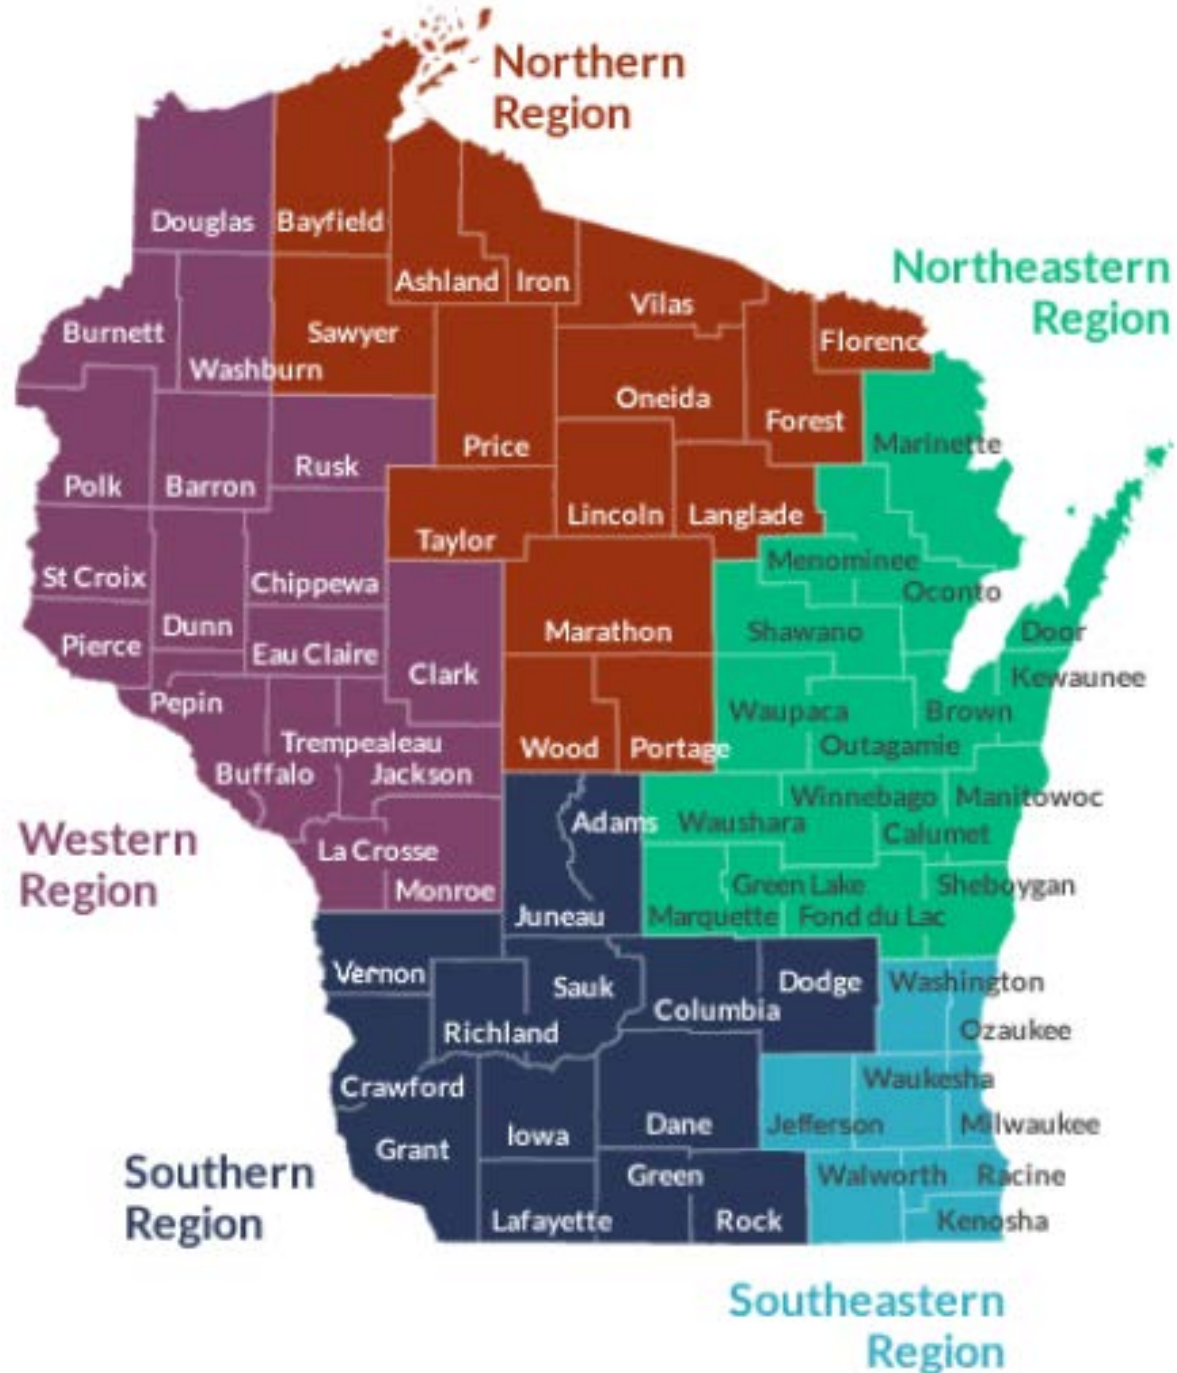 Northern
Region
Douglas
Bayfield
Ashland
Iron
Northeastern
Region
Vilas
Burnett
Sawyer
Florenc
Washburn
Oneida
Forest
Price
Marinette
Rusk
Polk
Barron
Lincoln
Langlade
Taylor
Menominee
St Croix
Chippewa
Oconto
Dunn
Marathon
Shawano
Door
Pierce
Eau Claire
Clark
Kewaunee
Pepin
Waupaca
Brown
Trempealeau
Wood
Portage
Outagamie
Buffalo
Jackson
Winnebago
Manitowoc
Adams
Waushara
Calumet
Western
Region
La Crosse
Monroe
Green Lake
Sheboygan
Juneau
Marquette
Fond du Lac
Vernon
Sauk
Dodge
Washington
Columbia
Richland
Ozaukee
Crawford
Waukesha
Grant
Iowa
Dane
Jefferson
Milwaukee
Southern
Region
Green
Walworth
Racine
Lafayette
Rock
Kenosha
Southeastern
Region